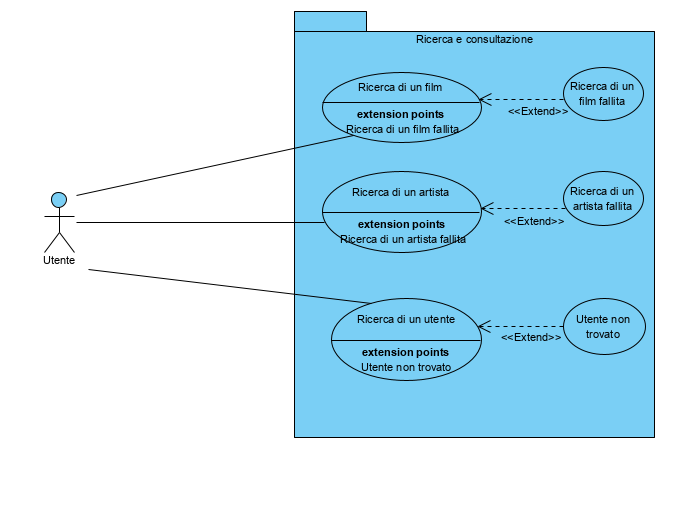 Ricerca e consultazione
Ricerca di un film
extension points
Ricerca di un film fallita
<<Extend>>
Ricerca di un
film fallita
Ricerca di un artista
extension points
Ricerca di un artista fallita
<<Extend>>
Ricerca di un
artista fallita
Utente
Ricerca di un utente
extension points
Utente non trovato
<<Extend>>
Utente non
trovato